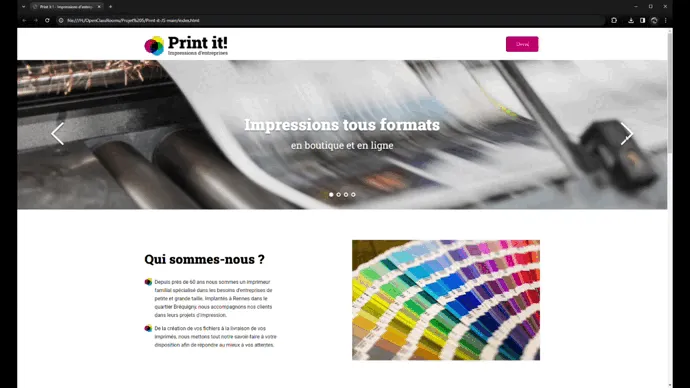 Print it ! - Impressions d'entrep
file:///H:/OpenClassRooms/Projet%205/Print-it-JS-main/index.html
Print it!
Impressions d'entreprises
Devis
Impressions tous formats
en boutique et en ligne
Qui sommes-nous ?
Depuis près de 60 ans nous sommes un imprimeur
familial spécialisé dans les besoins d'entreprises de
petite et grande taille. Implantés à Rennes dans le
quartier Bréquigny, nous accompagnons nos clients
dans leurs projets d'impression.
De la création de vos fichiers à la livraison de vos
imprimés, nous mettons tout notre savoir-faire à votre
disposition afin de répondre au mieux à vos attentes.